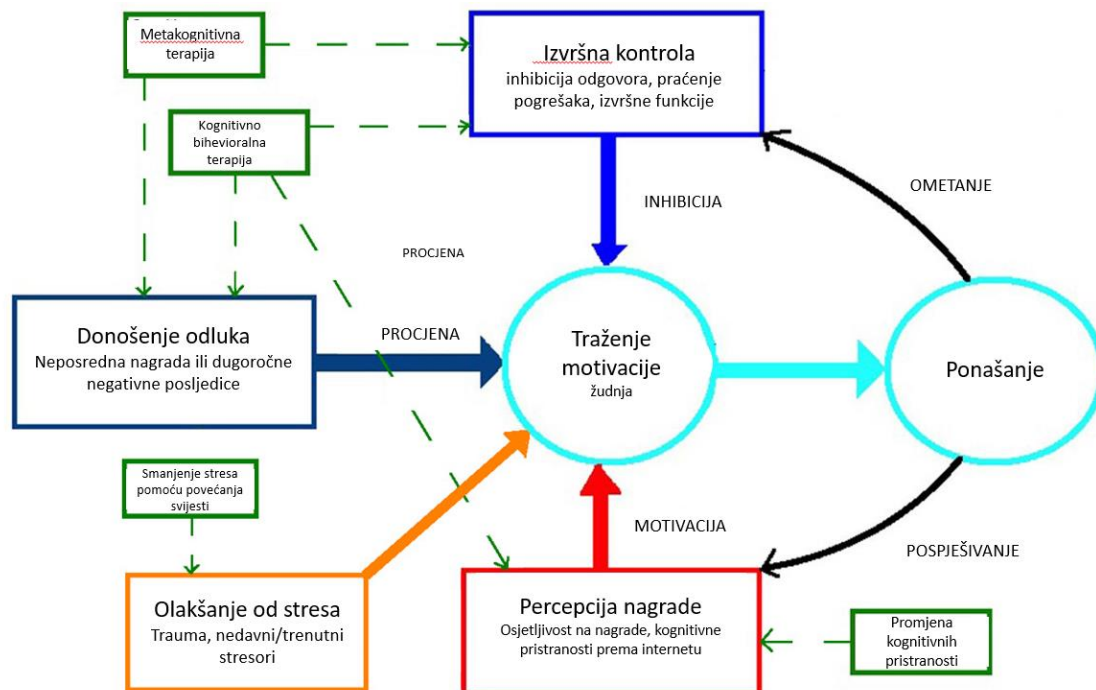 Metakognitivna
terapija
Izvršna kontrola
inhibicija odgovora, praćenje
pogrešaka, izvršne funkcije
Kognitivno
bihevioralna
terapija
OMETANJE
INHIBICIJA
PROCJENA
Donošenje odluka
Neposredna nagrada ili dugoročne
negativne posljedice
PROCJENA
Traženje
motivacije
žudnja
Ponašanje
Smanjenje stresa
pomoću povećanja
svijesti
MOTIVACIJA
POSPJEŠIVANJE
Olakšanje od stresa
Trauma, nedavni/trenutni
stresori
Percepcija nagrade
Osjetljivost na nagrade, kognitivne
pristranosti prema internetu
Promjena
kognitivnih
pristranosti